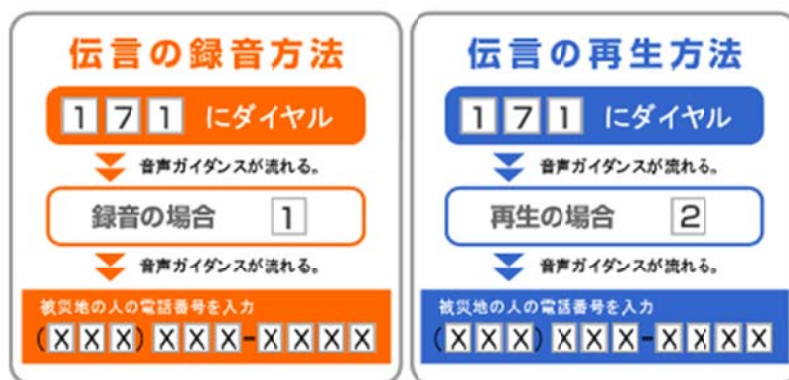 伝言の録音方法
171 にダイヤル
音声ガイダンスが流れる。
録音の場合 1
音声ガイダンスが流れる。
被災地の人の電話番号を入力
(XXX) XXX-XXXX
伝言の再生方法
171 にダイヤル
音声ガイダンスが流れる。
再生の場合 2
音声ガイダンスが流れる。
被災地の人の電話番号を入力
(XXX) XXX-XXXX